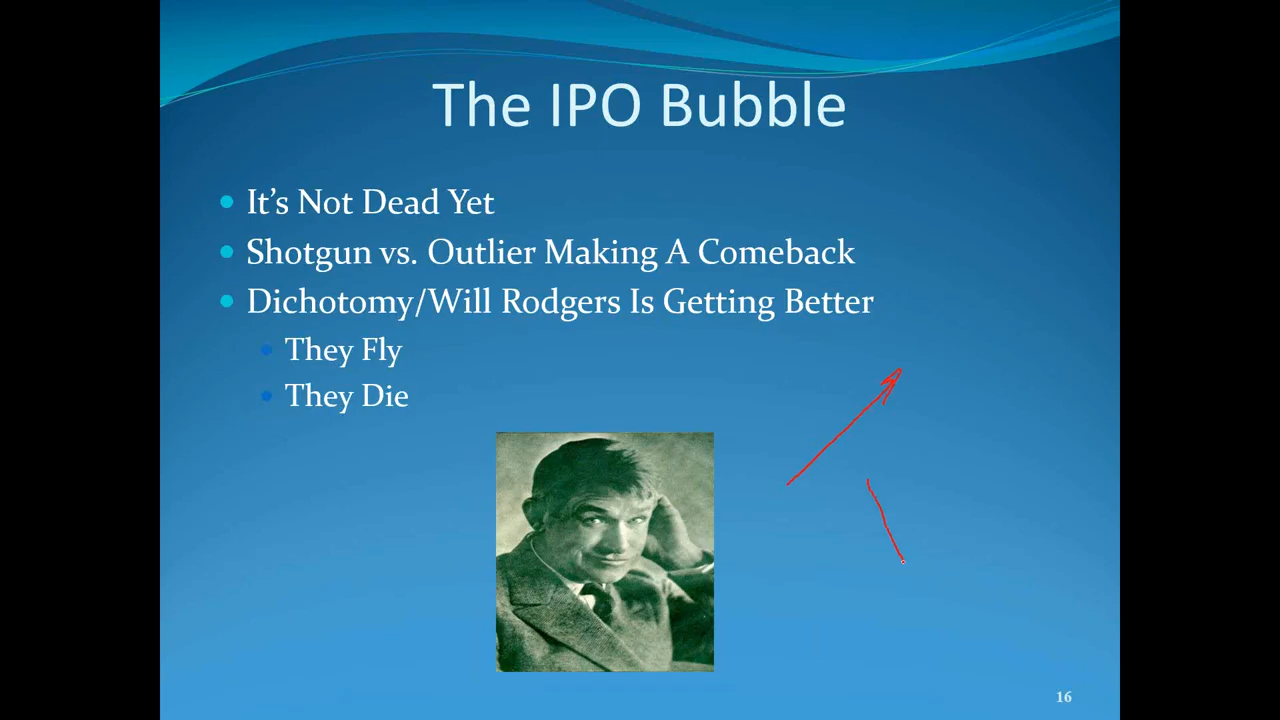 The IPO Bubble
It's Not Dead Yet
Shotgun vs. Outlier Making A Comeback
Dichotomy/Will Rodgers Is Getting Better
They Fly
They Die
16